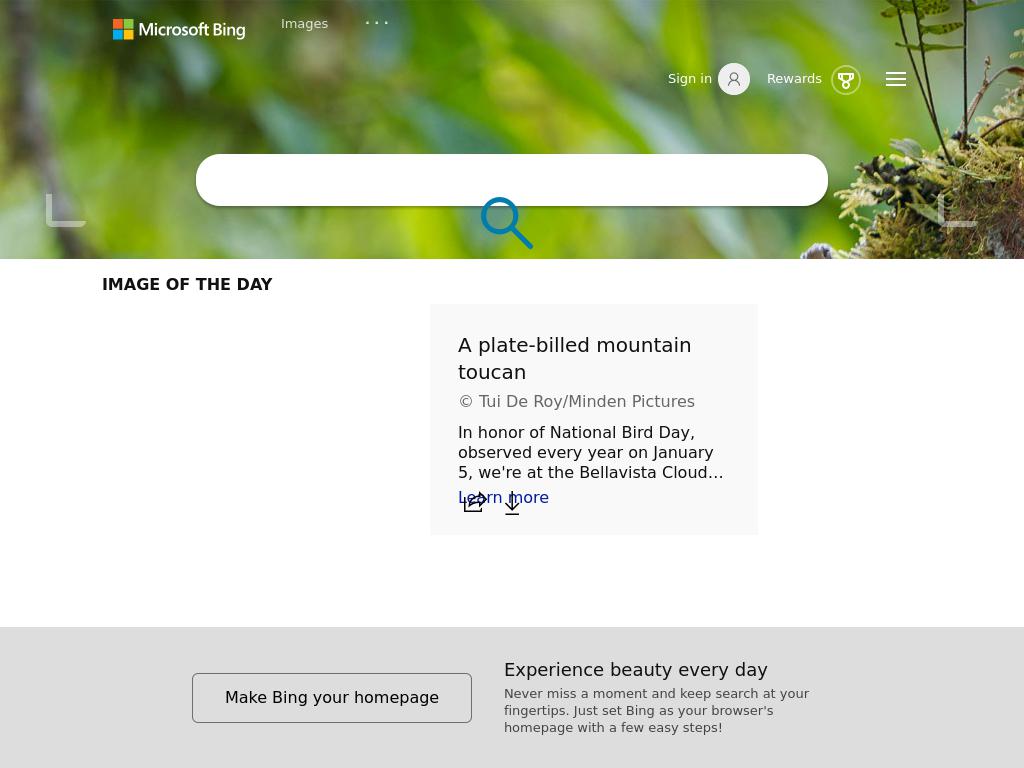 Microsoft Bing
Images
Sign in
Rewards
IMAGE OF THE DAY
A plate-billed mountain
toucan
© Tui De Roy/Minden Pictures
In honor of National Bird Day,
observed every year on January
5, we're at the Bellavista Cloud…
Learn more
Make Bing your homepage
Experience beauty every day
Never miss a moment and keep search at your
fingertips. Just set Bing as your browser's
homepage with a few easy steps!